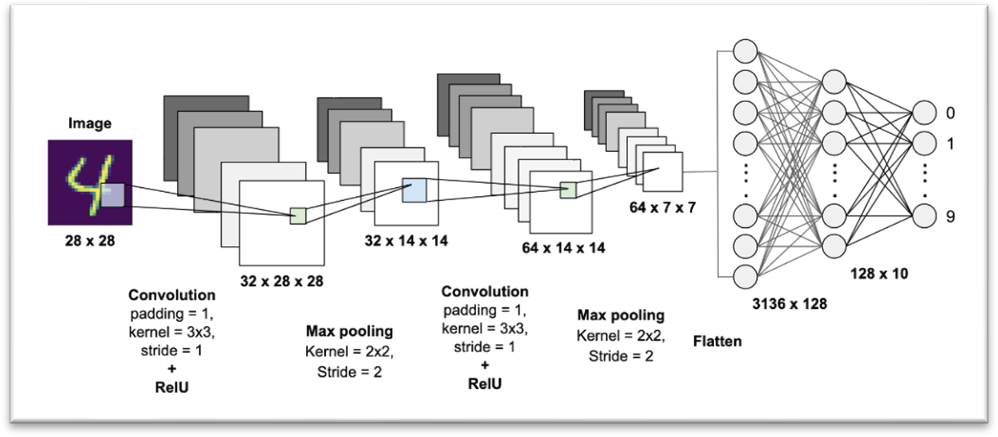 Image
28 x 28
32 x 28 x 28
Convolution
padding = 1,
kernel = 3x3,
stride = 1
+
RelU
32 x 14 x 14
Max pooling
Kernel = 2x2,
Stride = 2
64 x 14 x 14
Convolution
padding = 1,
kernel = 3x3,
stride = 1
+
RelU
64 x 7 x 7
Max pooling
Kernel = 2x2,
Stride = 2
Flatten
3136 x 128
128 x 10
0
1
9